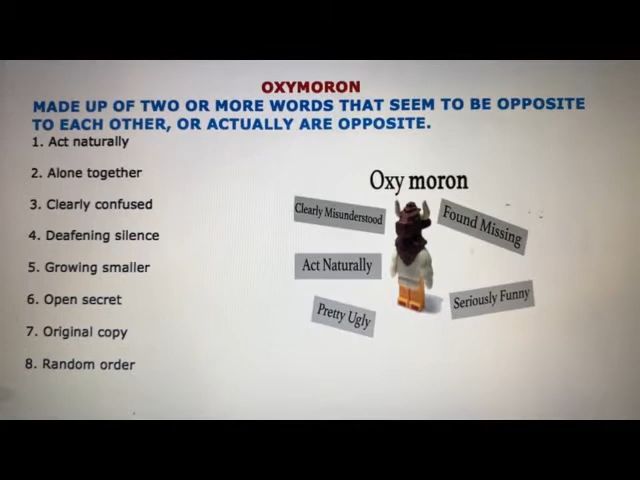 OXYMORON
MADE UP OF TWO OR MORE WORDS THAT SEEM TO BE OPPOSITE
TO EACH OTHER, OR ACTUALLY ARE OPPOSITE.
1. Act naturally
2. Alone together
3. Clearly confused
4. Deafening silence
5. Growing smaller
6. Open secret
7. Original copy
8. Random order
Oxy moron
Clearly Misunderstood
Found Missing
Act Naturally
Seriously Funny
Pretty Ugly